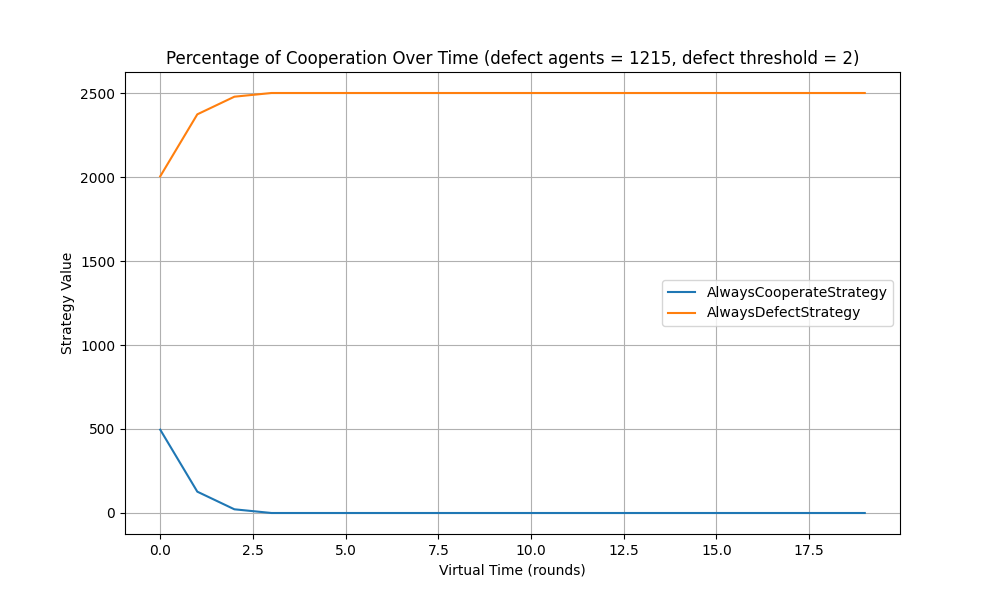 Percentage of Cooperation Over Time (defect agents = 1215, defect threshold = 2)
Strategy Value
2500
2000
1500
1000
500
0
AlwaysCooperateStrategy
AlwaysDefectStrategy
0.0 2.5 5.0 7.5 10.0 12.5 15.0 17.5
Virtual Time (rounds)